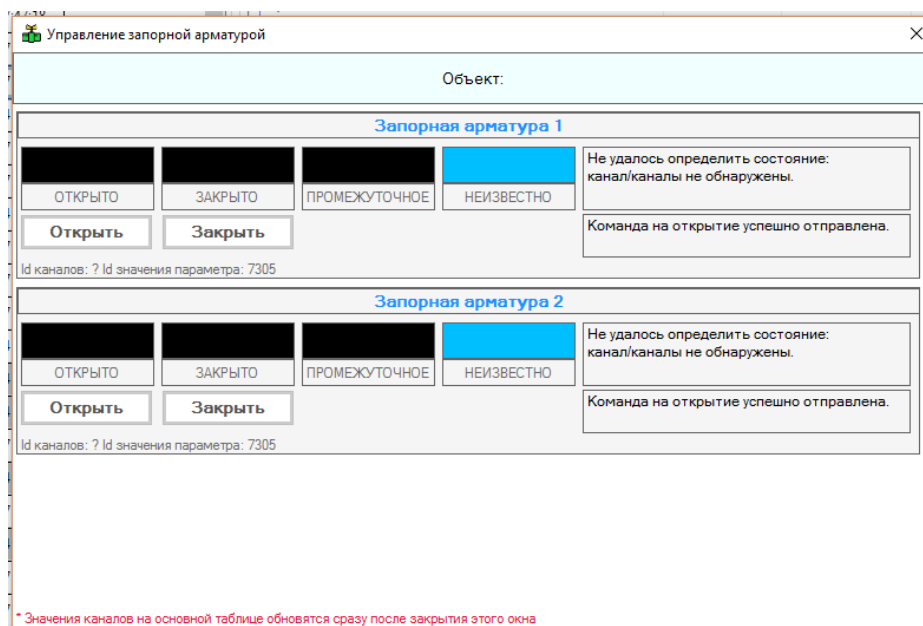 Управление запорной арматурой
Объект:
Запорная арматура 1
ОТКРЫТО ЗАКРЫТО ПРОМЕЖУТОЧНОЕ НЕИЗВЕСТНО
Не удалось определить состояние:
канал/каналы не обнаружены.
Открыть Закрыть
Команда на открытие успешно отправлена.
Id каналов: ? Id значения параметра: 7305
Запорная арматура 2
ОТКРЫТО ЗАКРЫТО ПРОМЕЖУТОЧНОЕ НЕИЗВЕСТНО
Не удалось определить состояние:
канал/каналы не обнаружены.
Открыть Закрыть
Команда на открытие успешно отправлена.
Id каналов: ? Id значения параметра: 7305
* Значения каналов на основной таблице обновятся сразу после закрытия этого окна